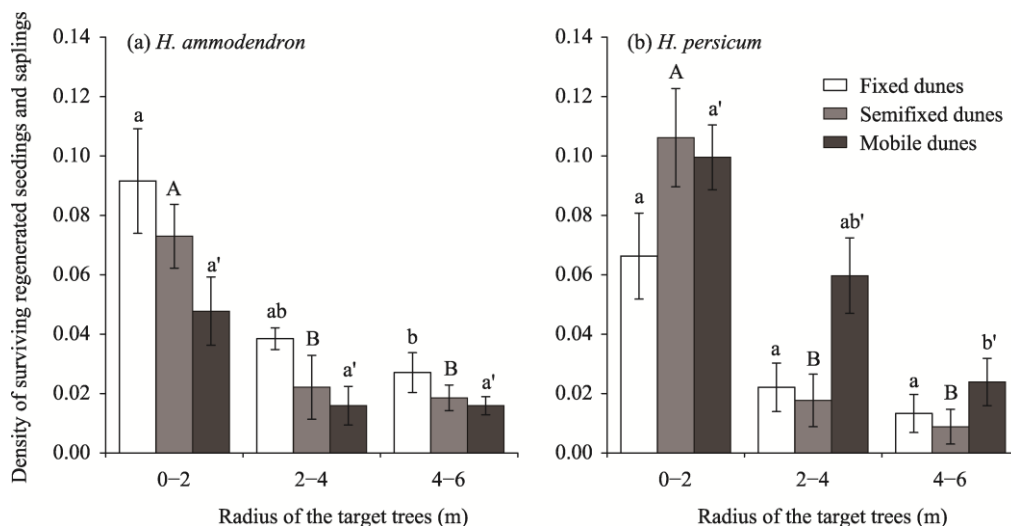 Density of surviving regenerated seedings and saplings
(a) H. ammodendron
0.14
0.12
0.10
0.08
0.06
0.04
0.02
0.00
a
A
a'
ab
B
a'
b
B
a'
0−2
2−4
4−6
Radius of the target trees (m)
(b) H. persicum
0.14
0.12
0.10
0.08
0.06
0.04
0.02
0.00
Fixed dunes
Semifixed dunes
Mobile dunes
a
A
a'
a
B
ab'
a
B
b'
0−2
2−4
4−6
Radius of the target trees (m)